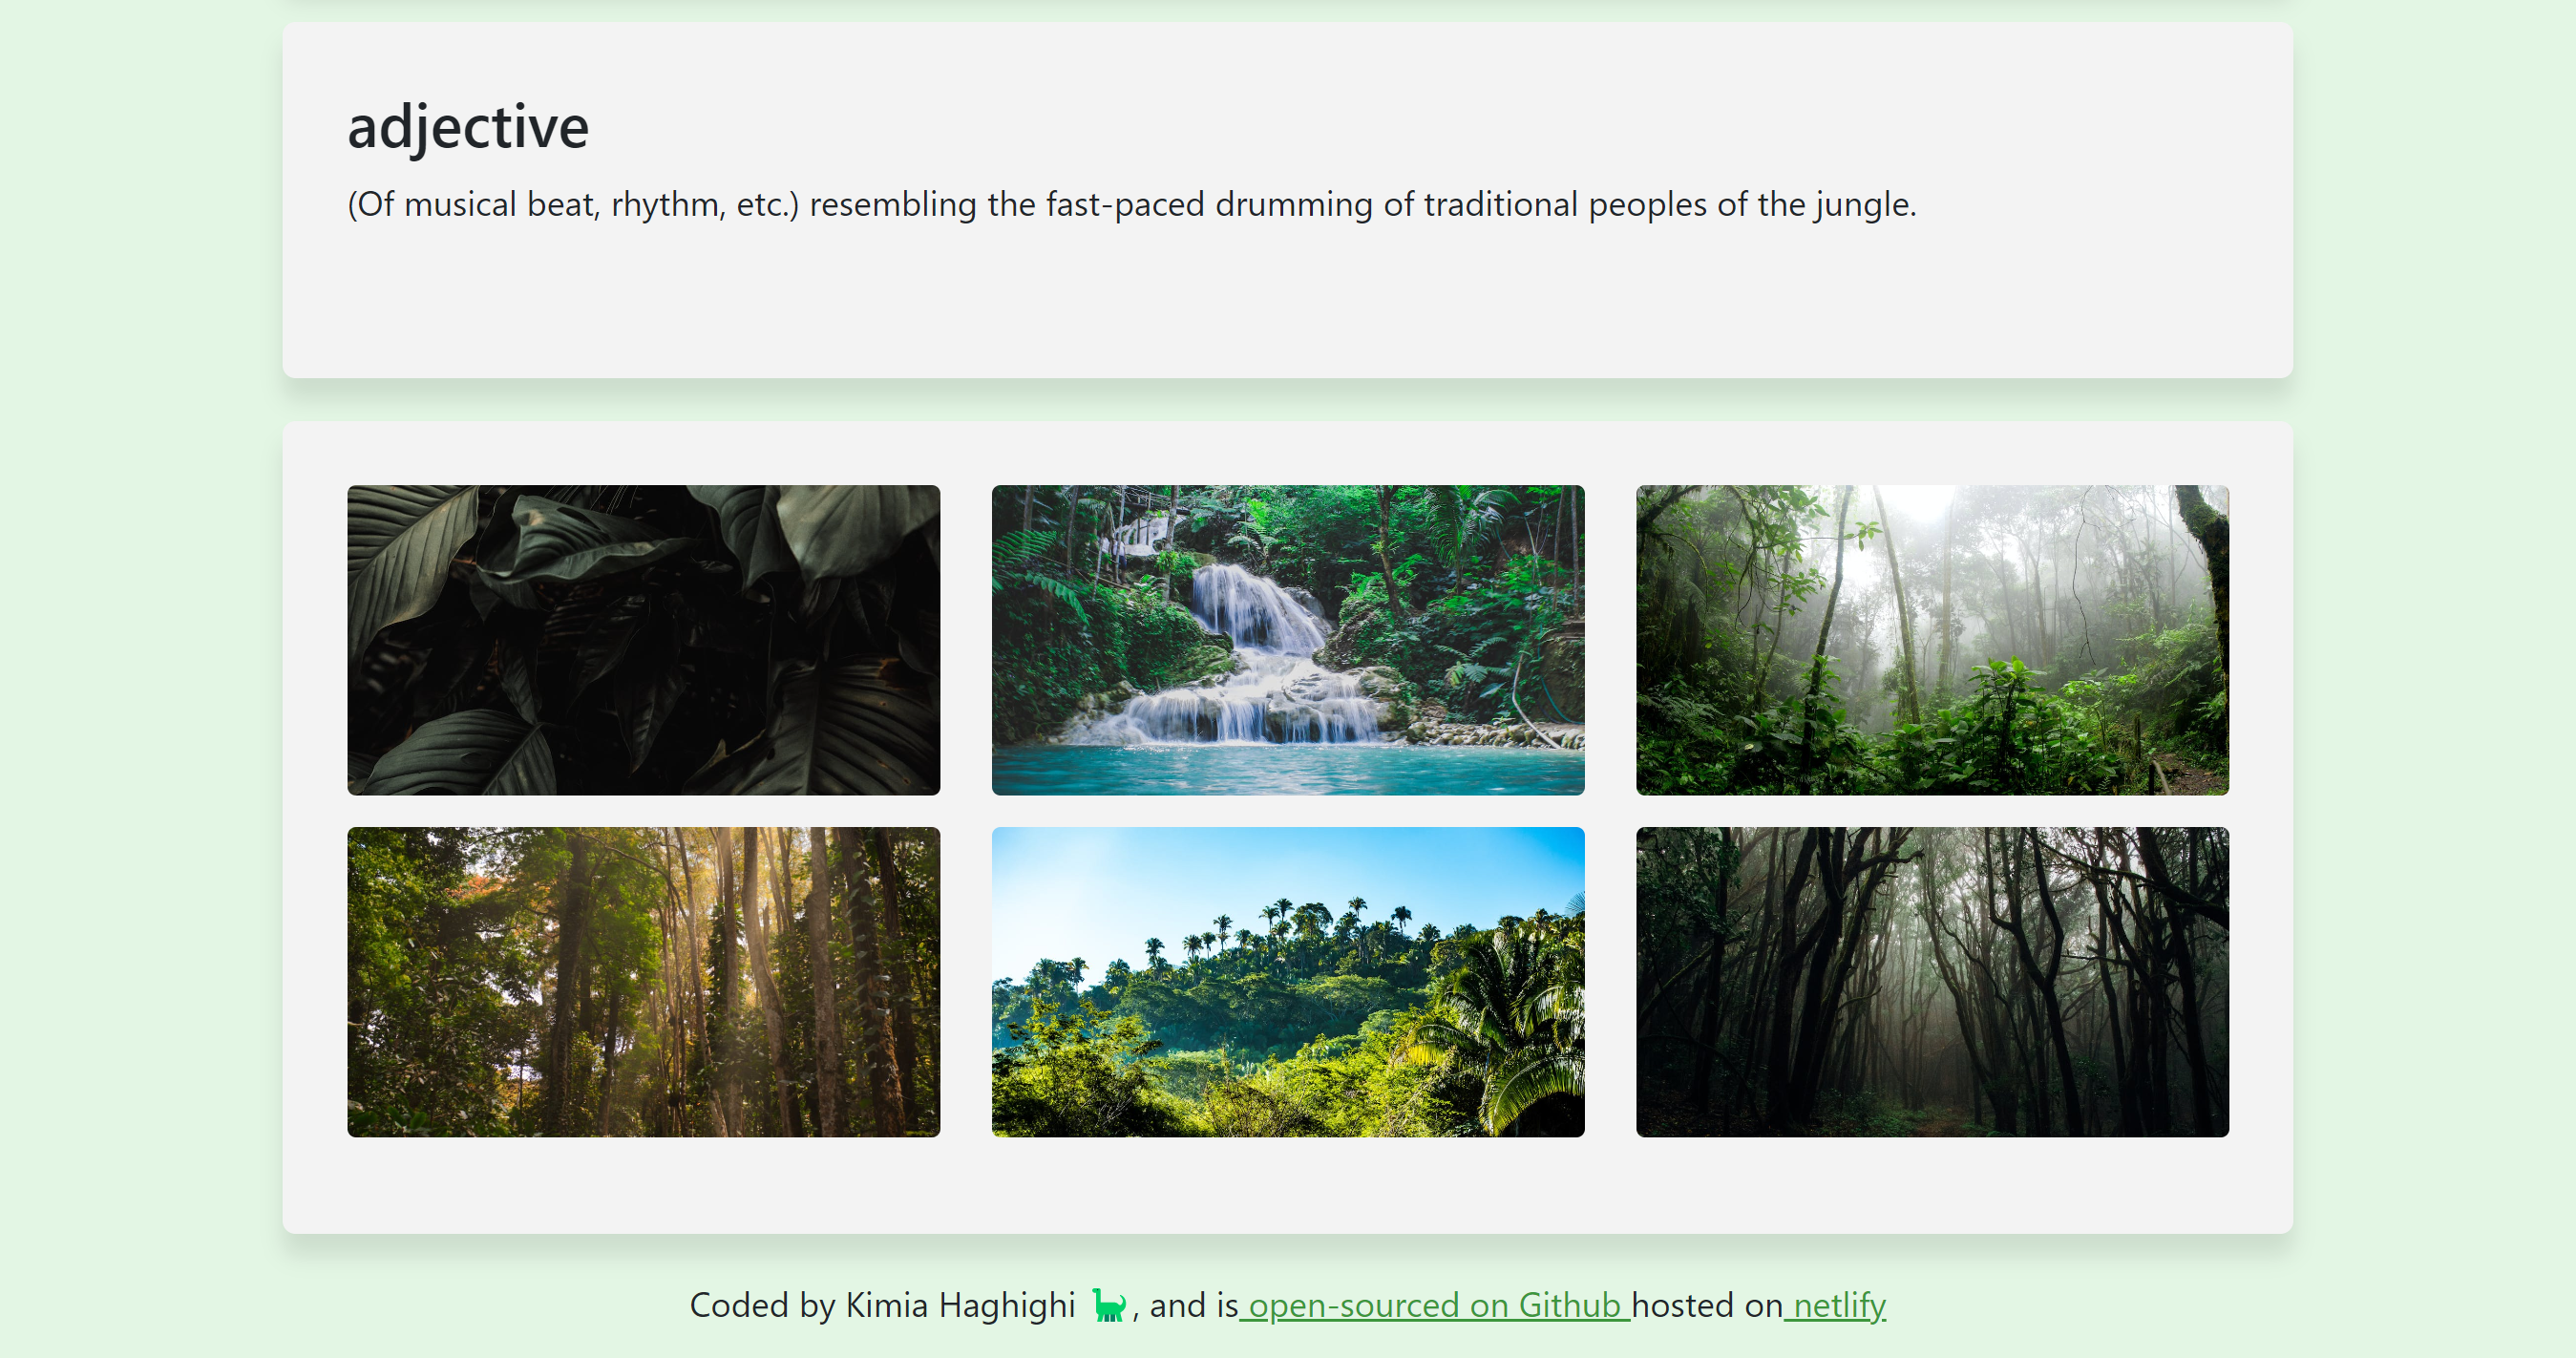 adjective
(Of musical beat, rhythm, etc.) resembling the fast-paced drumming of traditional peoples of the jungle.
Coded by Kimia Haghighi 🦕, and is open-sourced on Github hosted on netlify